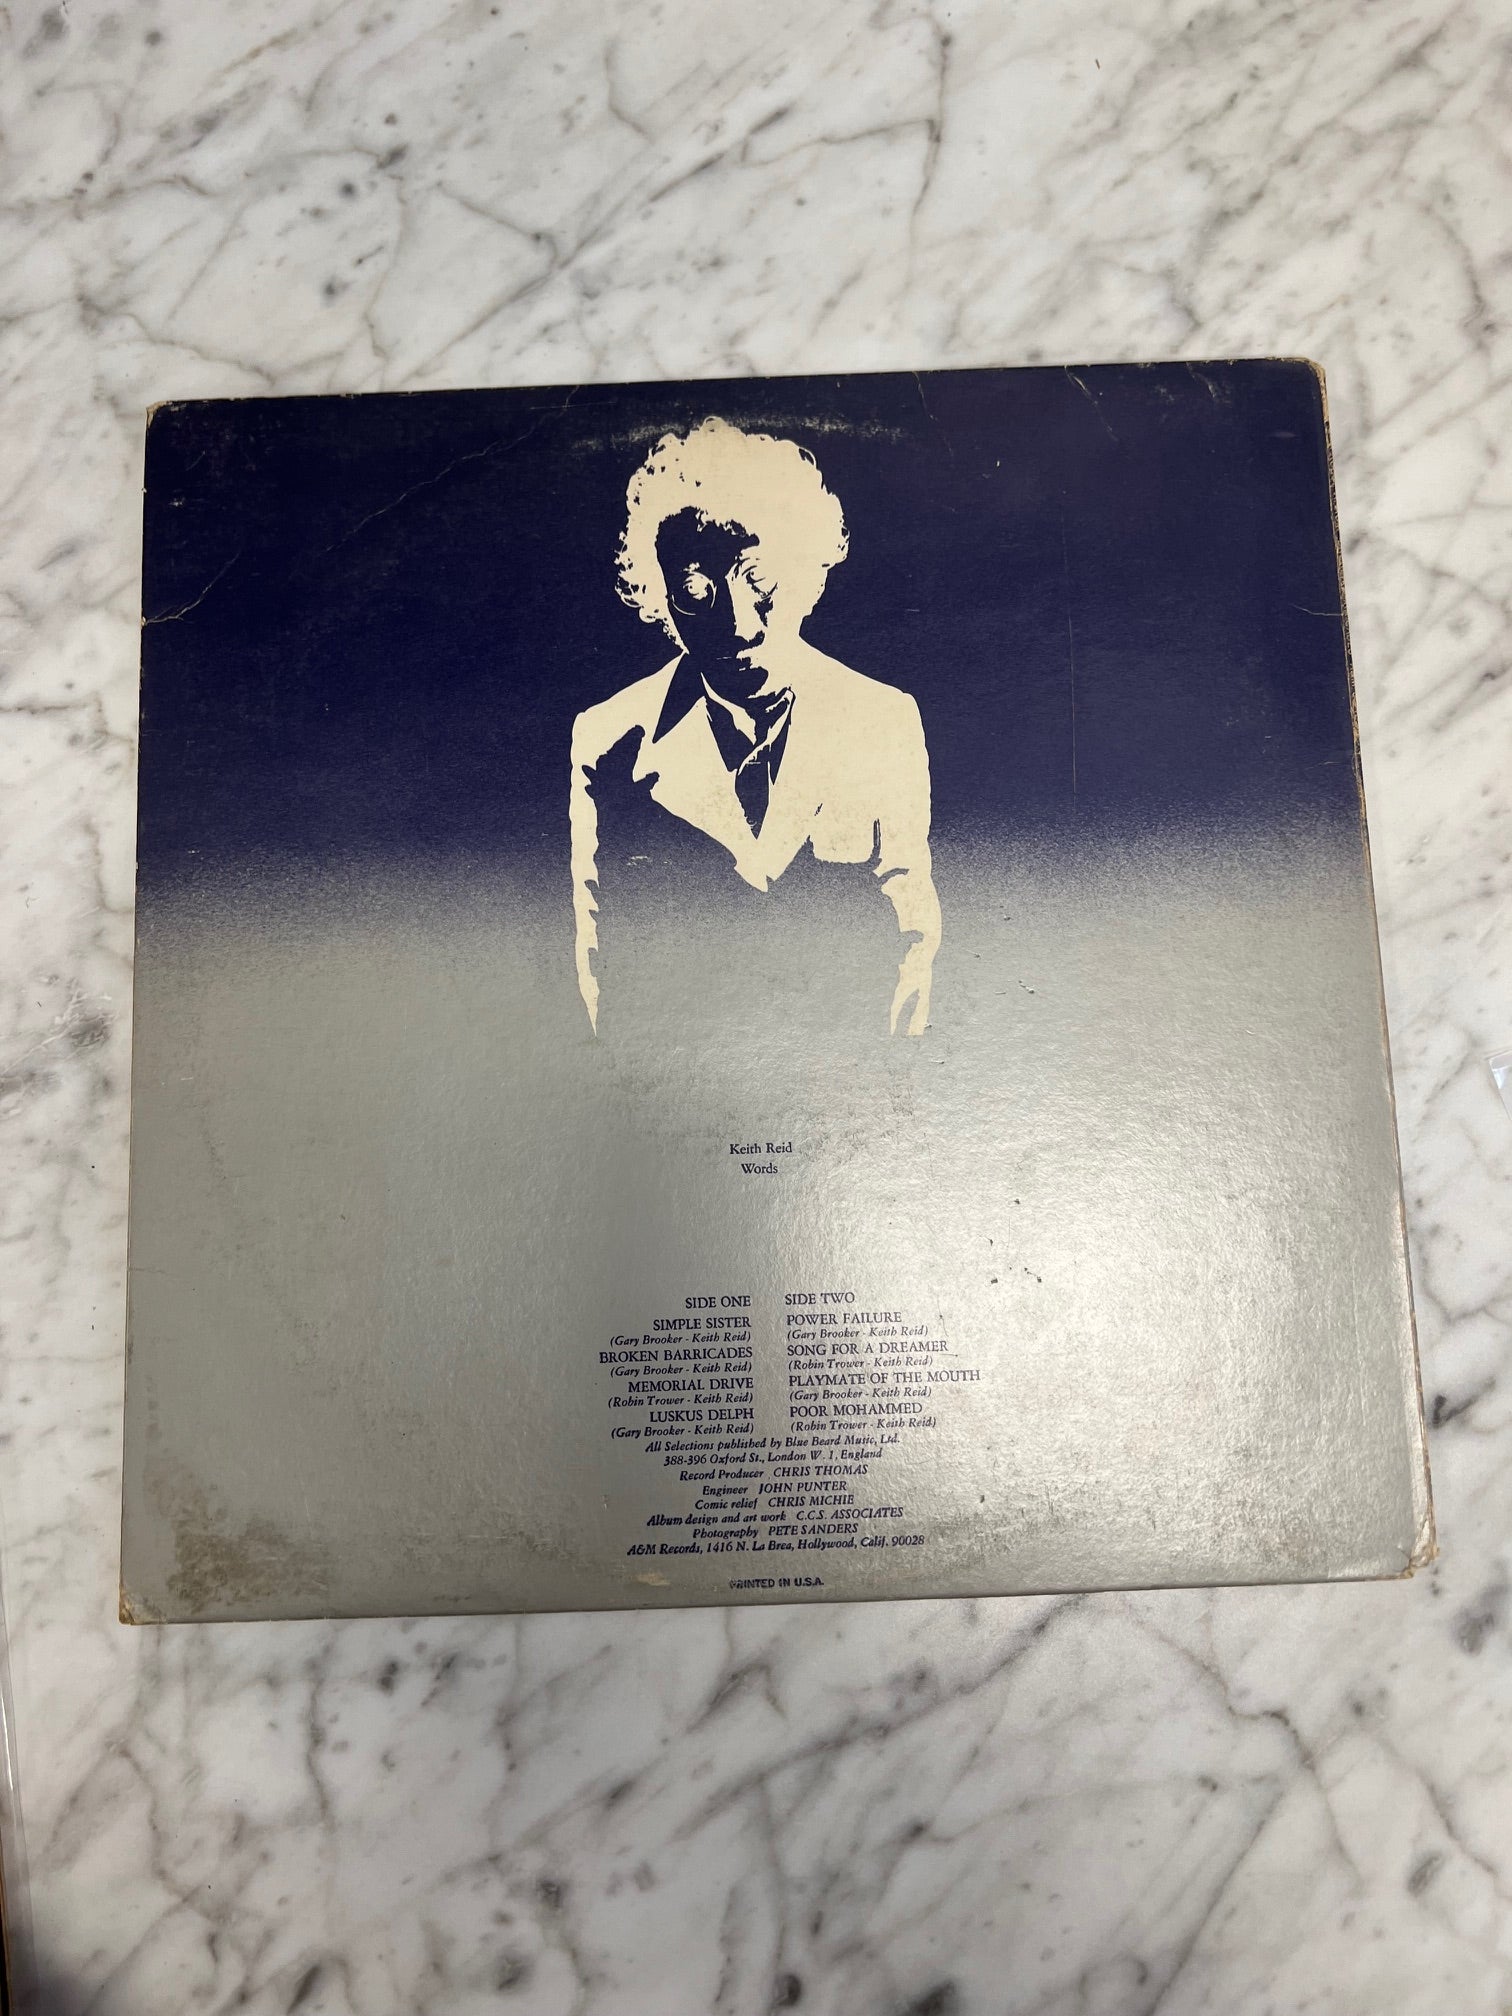 Keith Reid
Words
SIDE ONE
SIMPLE SISTER
(Gary Brooker - Keith Reid)
BROKEN BARRICADES
(Gary Brooker - Keith Reid)
MEMORIAL DRIVE
(Robin Trower - Keith Reid)
LUSKUS DELPH
(Gary Brooker - Keith Reid)
SIDE TWO
POWER FAILURE
(Gary Brooker - Keith Reid)
SONG FOR A DREAMER
(Robin Trower - Keith Reid)
PLAYMATE OF THE MOUTH
(Gary Brooker - Keith Reid)
POOR MOHAMMED
(Robin Trower - Keith Reid)
All Selections published by Blue Beard Music, Ltd.
388-396 Oxford St., London W. 1, England
Record Producer CHRIS THOMAS
Engineer JOHN PUNTER
Comic relief CHRIS MICHIE
Album design and art work C.C.S. ASSOCIATES
Photography PETE SANDERS
A&M Records, 1416 N. La Brea, Hollywood, Calif. 90028
PRINTED IN U.S.A.